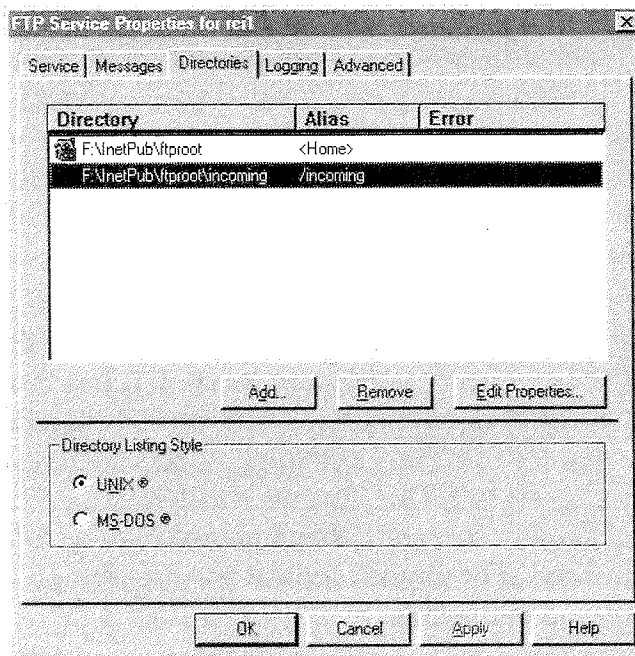 FTP Service Properties for rci1
Service Messages Directories Logging Advanced
Directory Alias Error
F:\InetPub\ftproot <Home>
F:\InetPub\ftproot\incoming /incoming
Add... Remove Edit Properties...
Directory Listing Style
UNIX ®
MS-DOS ®
OK Cancel Apply Help